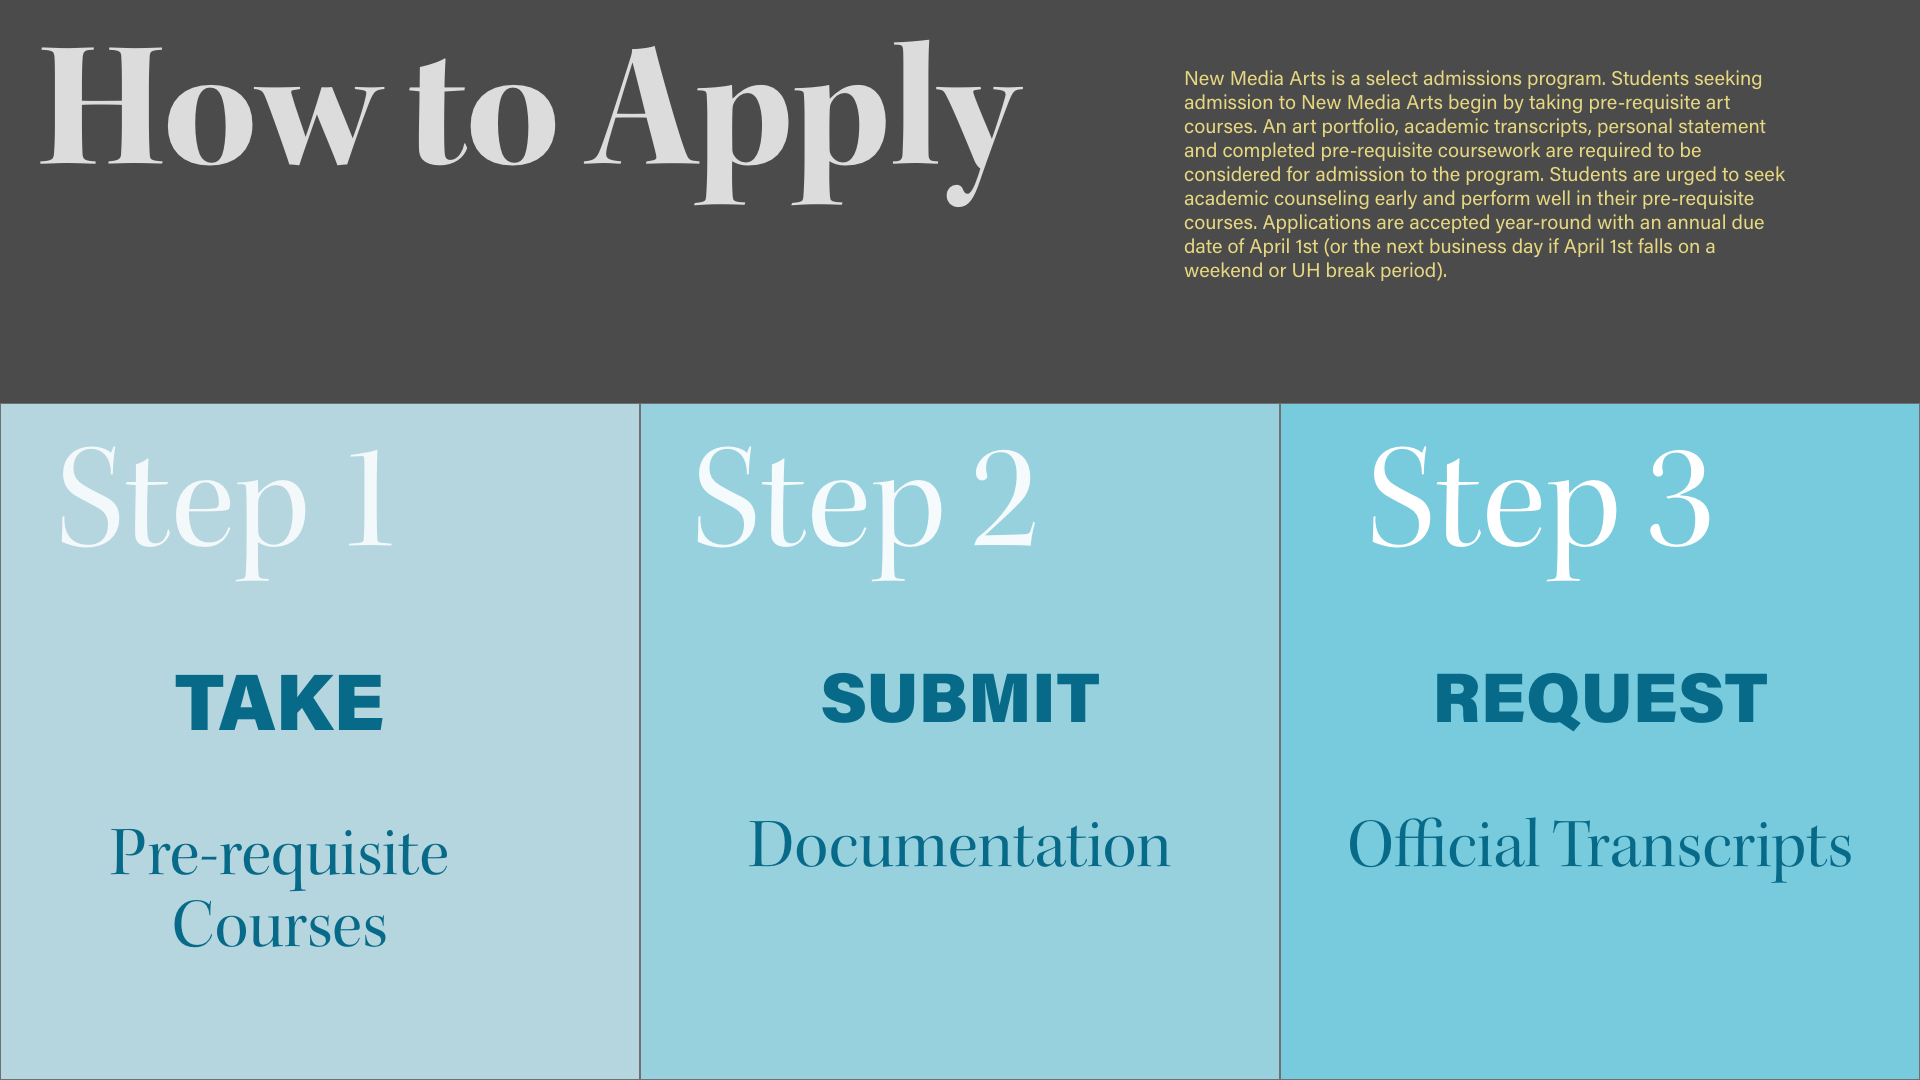 How to Apply
New Media Arts is a select admissions program. Students seeking
admission to New Media Arts begin by taking pre-requisite art
courses. An art portfolio, academic transcripts, personal statement
and completed pre-requisite coursework are required to be
considered for admission to the program. Students are urged to seek
academic counseling early and perform well in their pre-requisite
courses. Applications are accepted year-round with an annual due
date of April 1st (or the next business day if April 1st falls on a
weekend or UH break period).
Step 1
TAKE
Pre-requisite
Courses
Step 2
SUBMIT
Documentation
Step 3
REQUEST
Official Transcripts